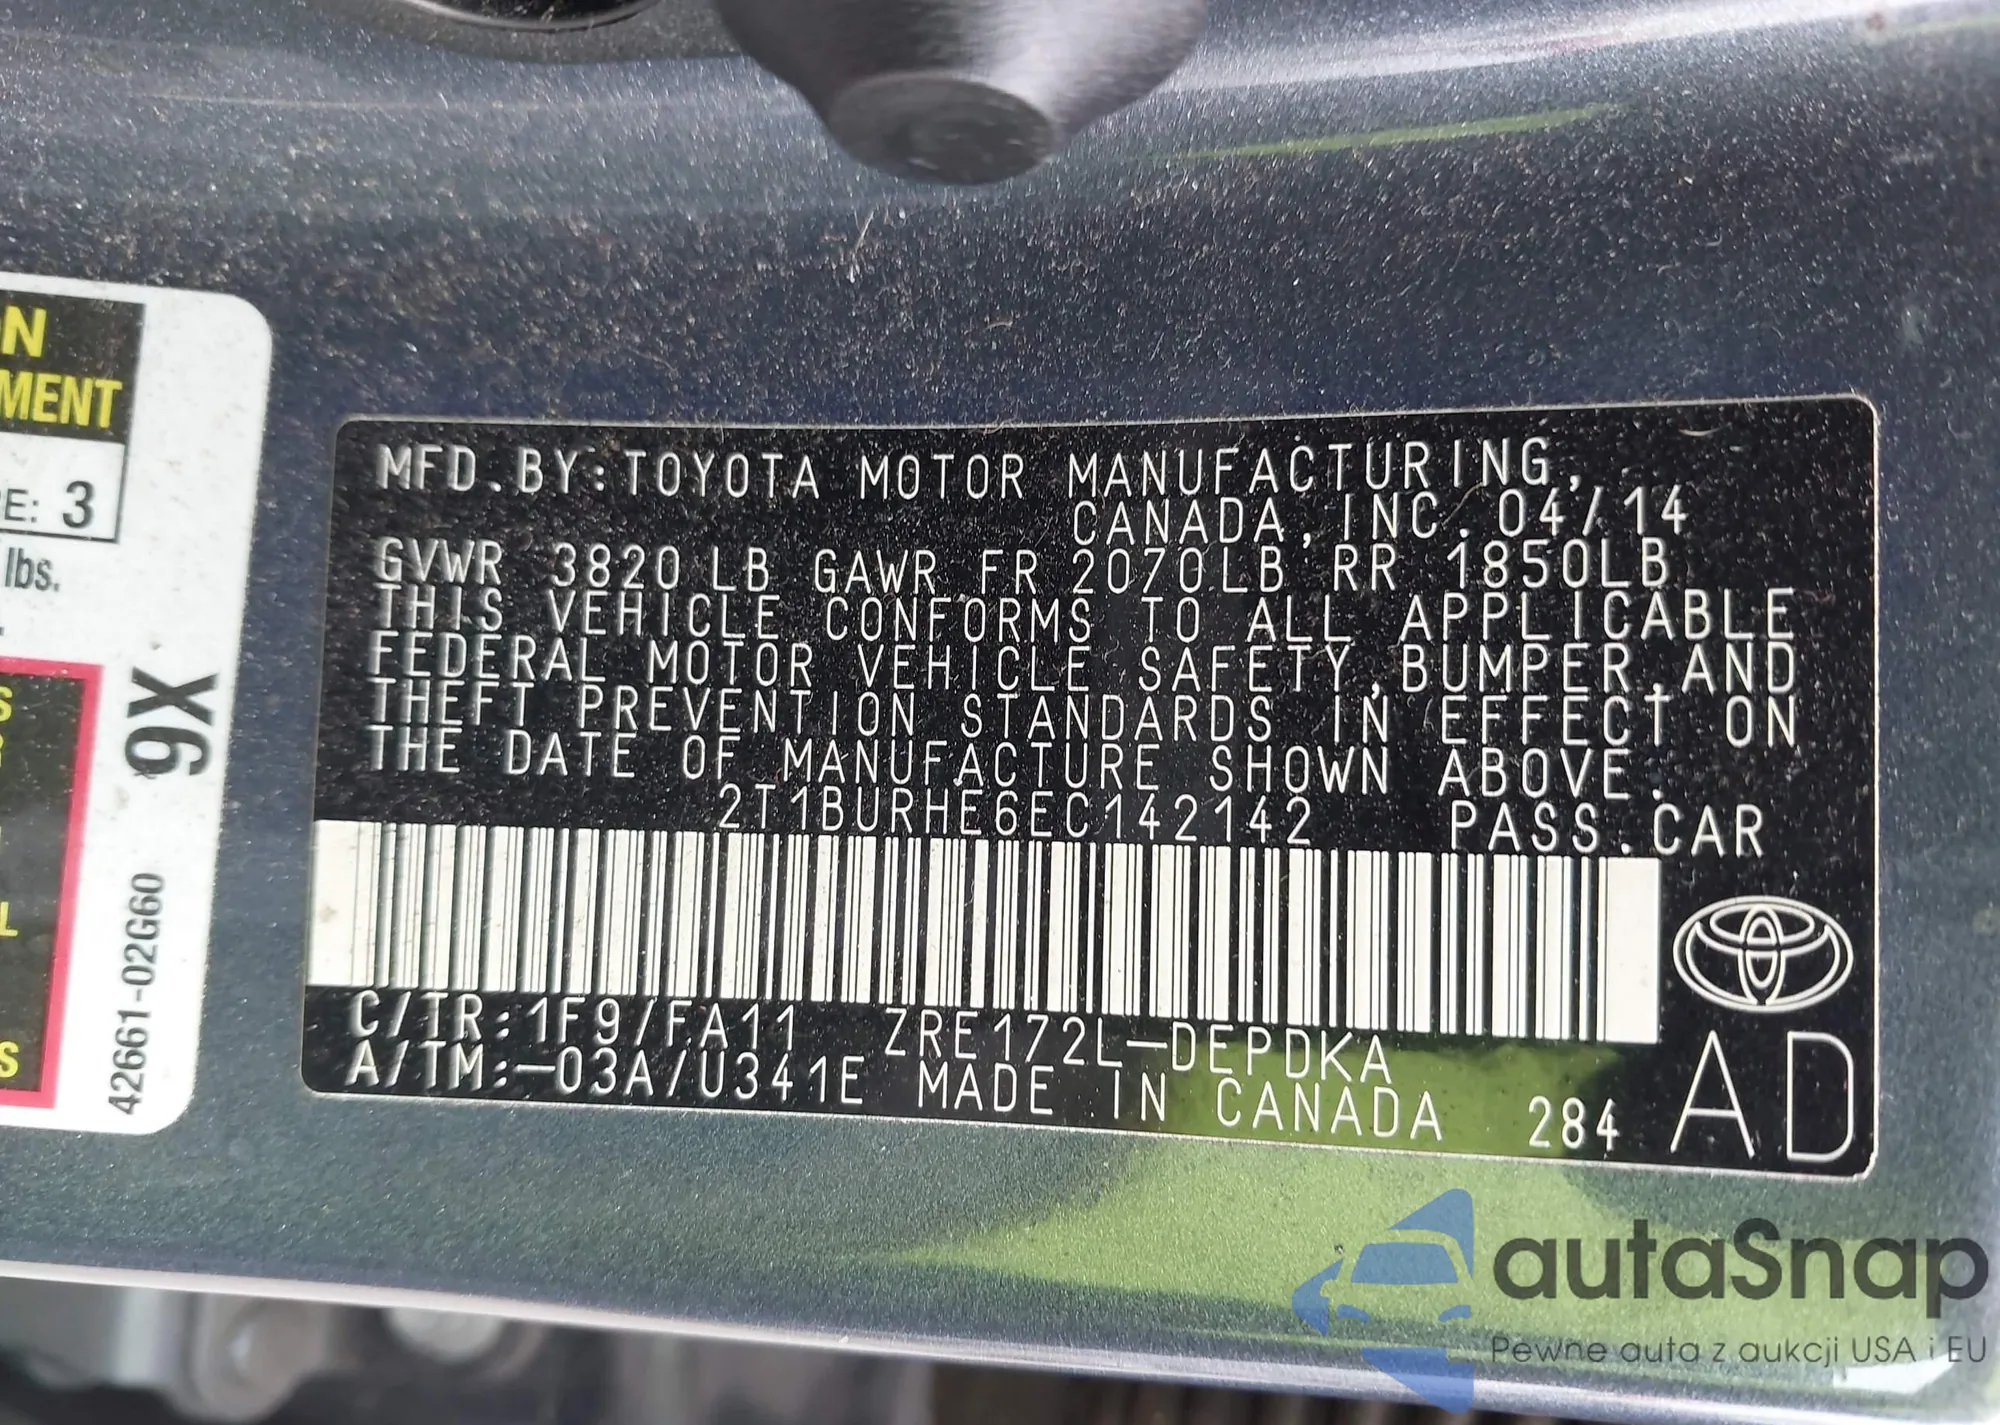 MFD.BY:TOYOTA MOTOR MANUFACTURING,
CANADA,INC. 04/14
GVWR 3820LB GAWR FR 2070LB RR 1850LB
THIS VEHICLE CONFORMS TO ALL APPLICABLE
FEDERAL MOTOR VEHICLE SAFETY,BUMPER,AND
THEFT PREVENTION STANDARDS IN EFFECT ON
THE DATE OF MANUFACTURE SHOWN ABOVE.
2T1BURHE6EC142142 PASS.CAR
C/TR:1F9/FA11 ZRE172L-DEPDKA
A/TM:-03A/U341E MADE IN CANADA 284
AD
MENT
3
lbs.
9X
42661-02G60
autaSnap
Pewne auta z aukcji USA i EU